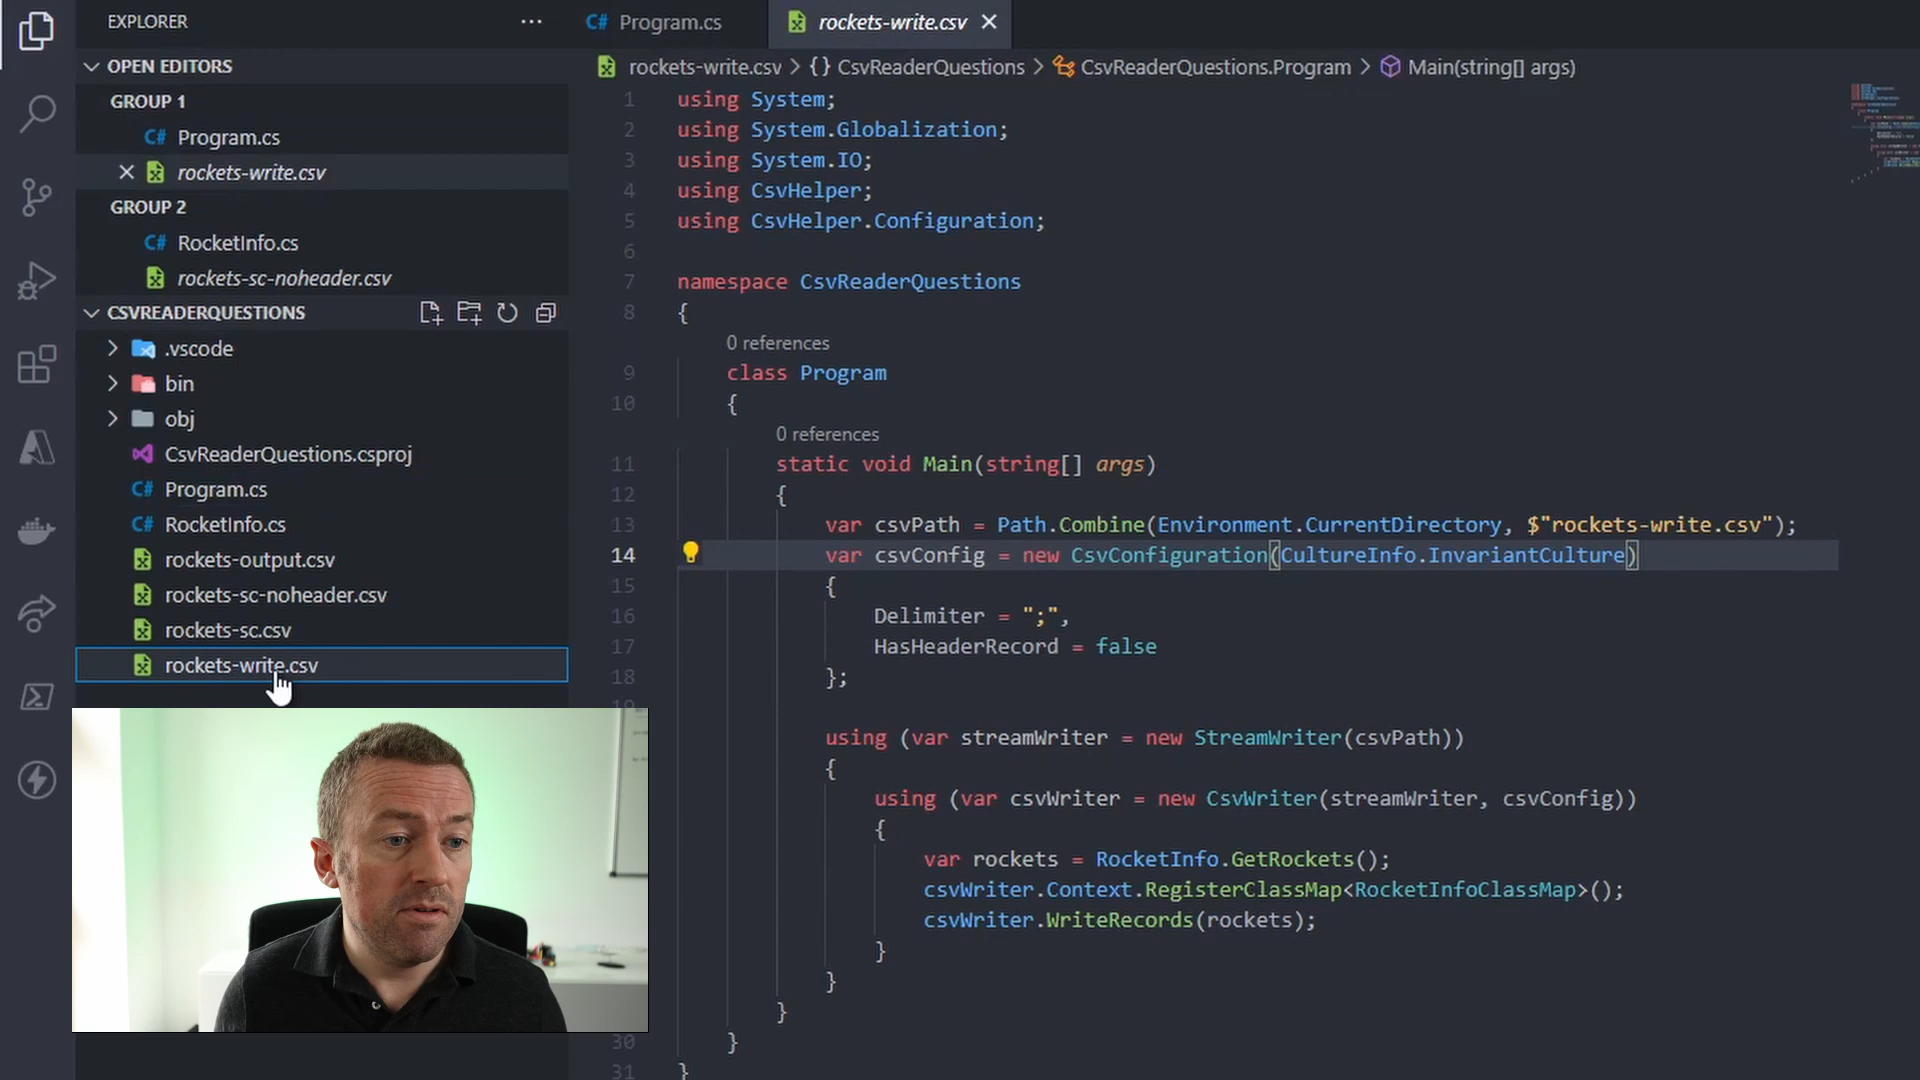 EXPLORER
Program.cs
rockets-write.csv
OPEN EDITORS
GROUP 1
Program.cs
rockets-write.csv
GROUP 2
RocketInfo.cs
rockets-sc-noheader.csv
CSVREADERQUESTIONS
.vscode
bin
obj
CsvReaderQuestions.csproj
Program.cs
RocketInfo.cs
rockets-output.csv
rockets-sc-noheader.csv
rockets-sc.csv
rockets-write.csv
rockets-write.csv > {} CsvReaderQuestions > CsvReaderQuestions.Program > Main(string[] args)
1 using System;
2 using System.Globalization;
3 using System.IO;
4 using CsvHelper;
5 using CsvHelper.Configuration;
6
7 namespace CsvReaderQuestions
8 {
0 references
9 class Program
10 {
0 references
11 static void Main(string[] args)
12 {
13 var csvPath = Path.Combine(Environment.CurrentDirectory, $"rockets-write.csv");
14 var csvConfig = new CsvConfiguration(CultureInfo.InvariantCulture)
15 {
16 Delimiter = ";",
17 HasHeaderRecord = false
18 };
using (var streamWriter = new StreamWriter(csvPath))
{
using (var csvWriter = new CsvWriter(streamWriter, csvConfig))
{
var rockets = RocketInfo.GetRockets();
csvWriter.Context.RegisterClassMap<RocketInfoClassMap>();
csvWriter.WriteRecords(rockets);
}
}
}
30 }
31 }